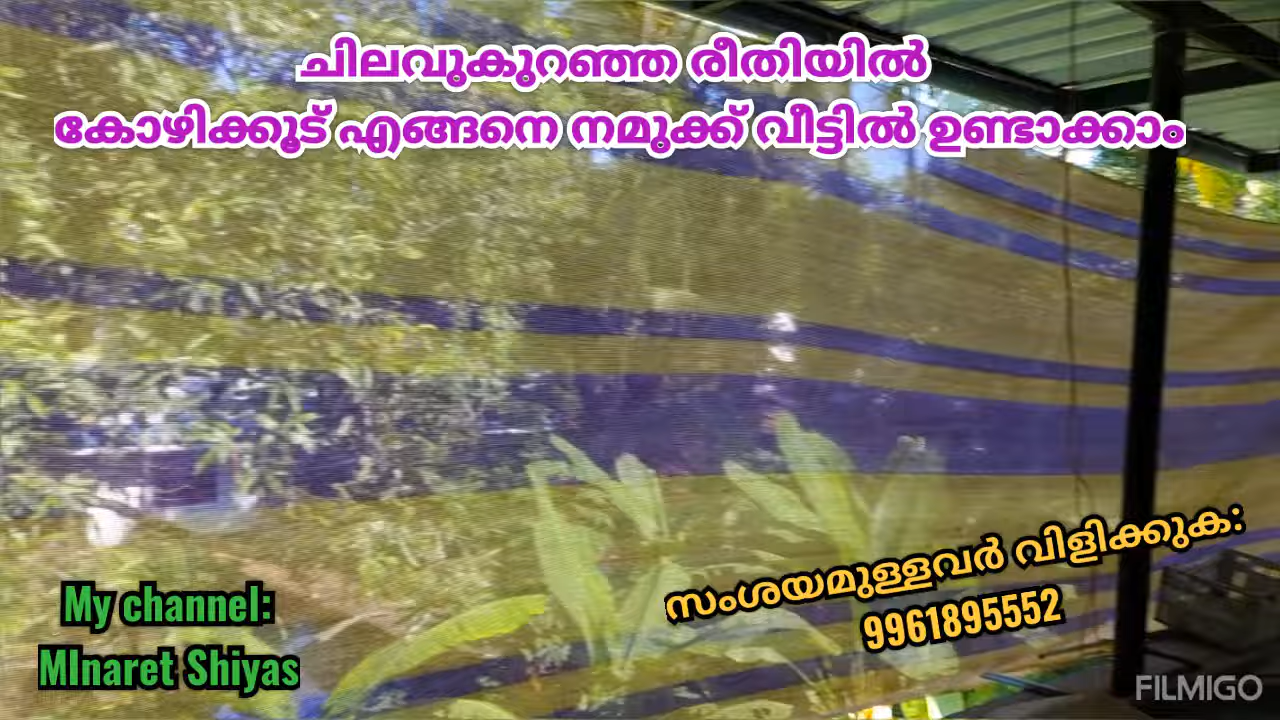 ചിലവുകുറഞ്ഞ രീതിയിൽ
കോഴിക്കൂട് എങ്ങനെ നമുക്ക് വീട്ടിൽ ഉണ്ടാക്കാം
സംശയമുള്ളവർ വിളിക്കുക:
9961895552
My channel:
MInaret Shiyas
FILMIGO